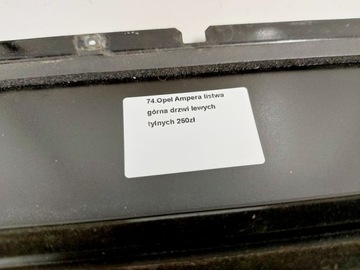 74.Opel Ampera listwa
górna drzwi lewych
tylnych 250zł